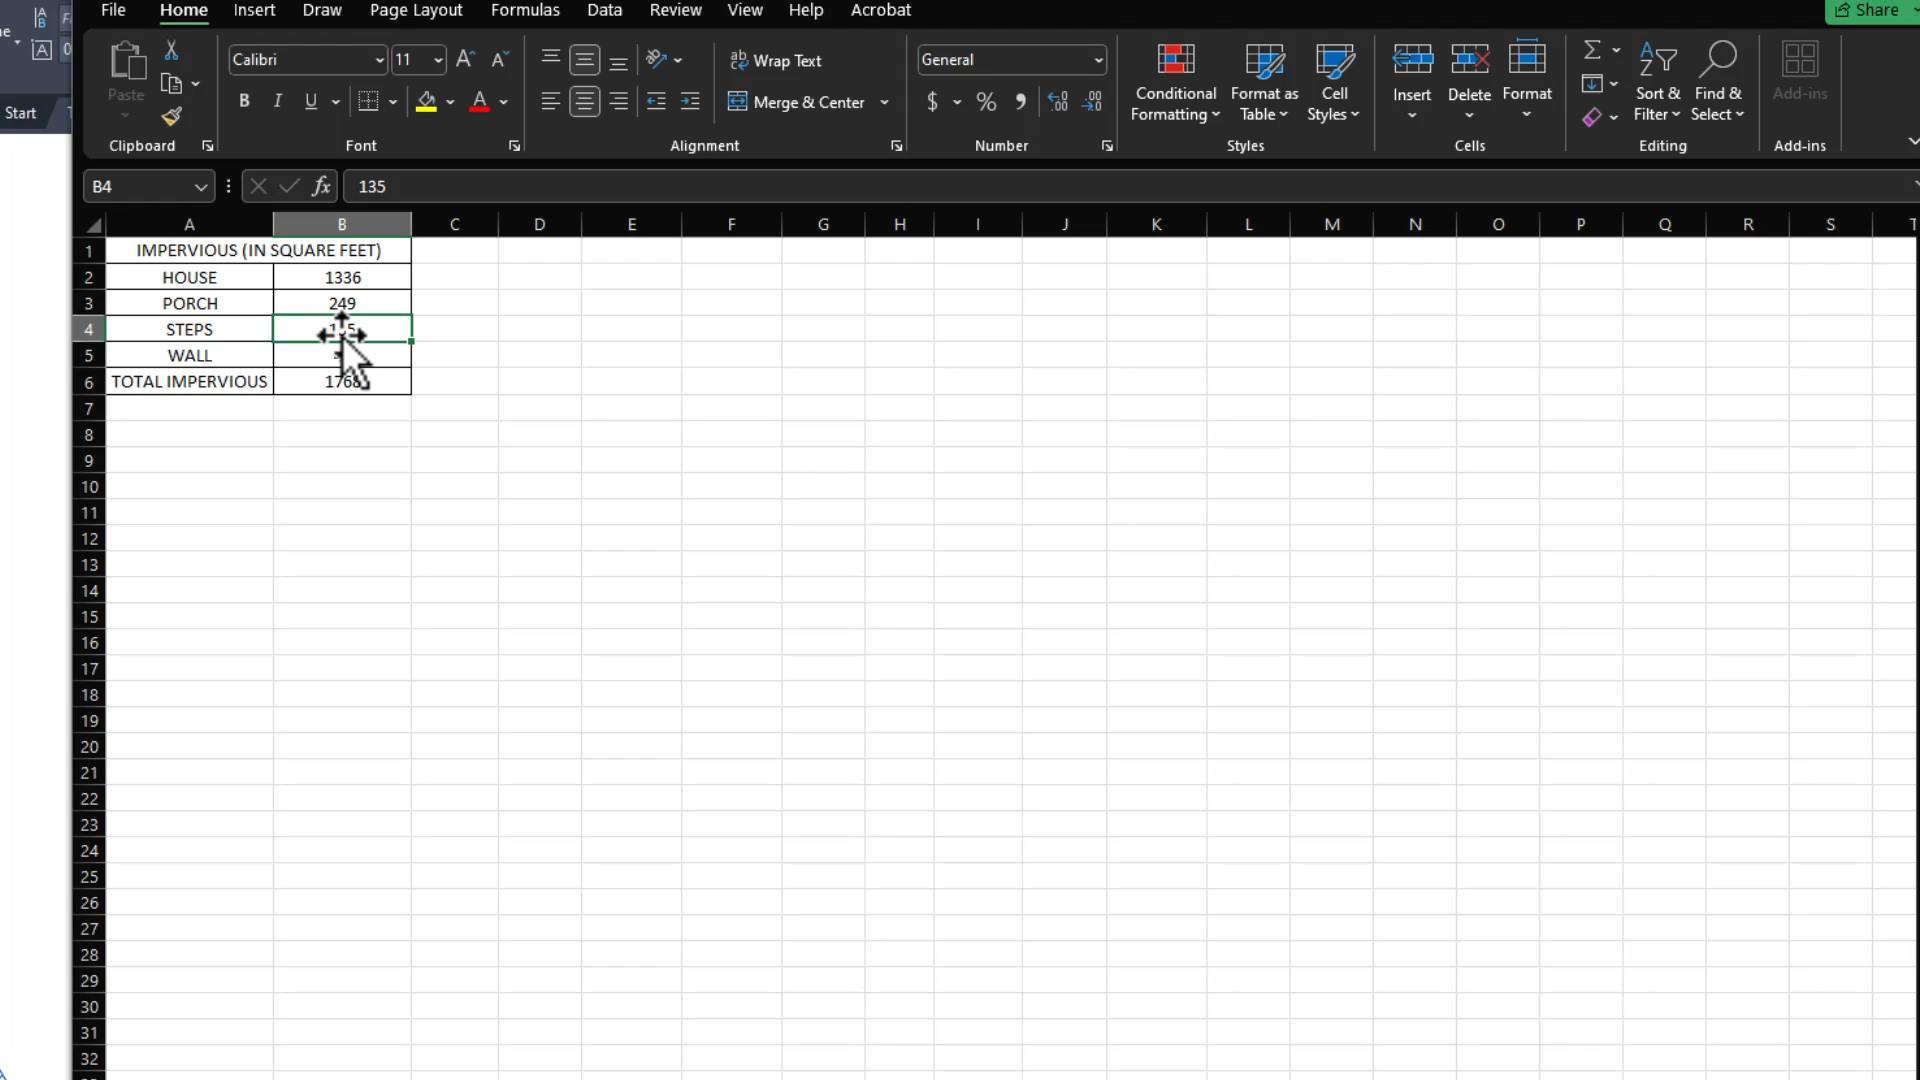 File Home Insert Draw Page Layout Formulas Data Review View Help Acrobat Share
Calibri 11 Wrap Text General
Paste B I U Merge & Center $ % Conditional Formatting Format as Table Cell Styles Insert Delete Format Sort & Filter Find & Select Add-ins
Start
Clipboard Font Alignment Number Styles Cells Editing Add-ins
B4 fx 135
A B C D E F G H I J K L M N O P Q R S T
1 IMPERVIOUS (IN SQUARE FEET)
2 HOUSE 1336
3 PORCH 249
4 STEPS
5 WALL
6 TOTAL IMPERVIOUS 1768
7
8
9
10
11
12
13
14
15
16
17
18
19
20
21
22
23
24
25
26
27
28
29
30
31
32